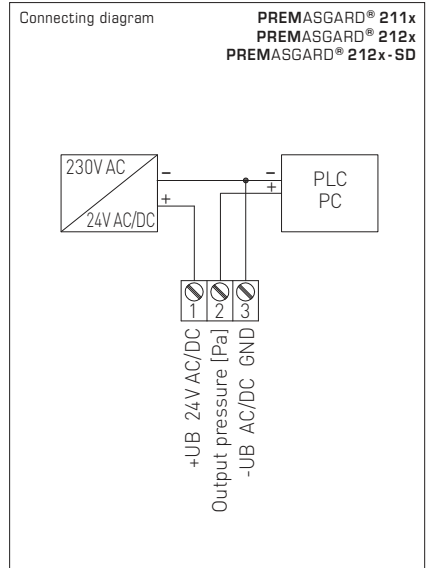 Connecting diagram
PREMASGARD® 211x
PREMASGARD® 212x
PREMASGARD® 212x-SD
230V AC
24V AC/DC
–
+
–
+
PLC
PC
1 2 3
+UB 24V AC/DC
Output pressure [Pa]
-UB AC/DC GND